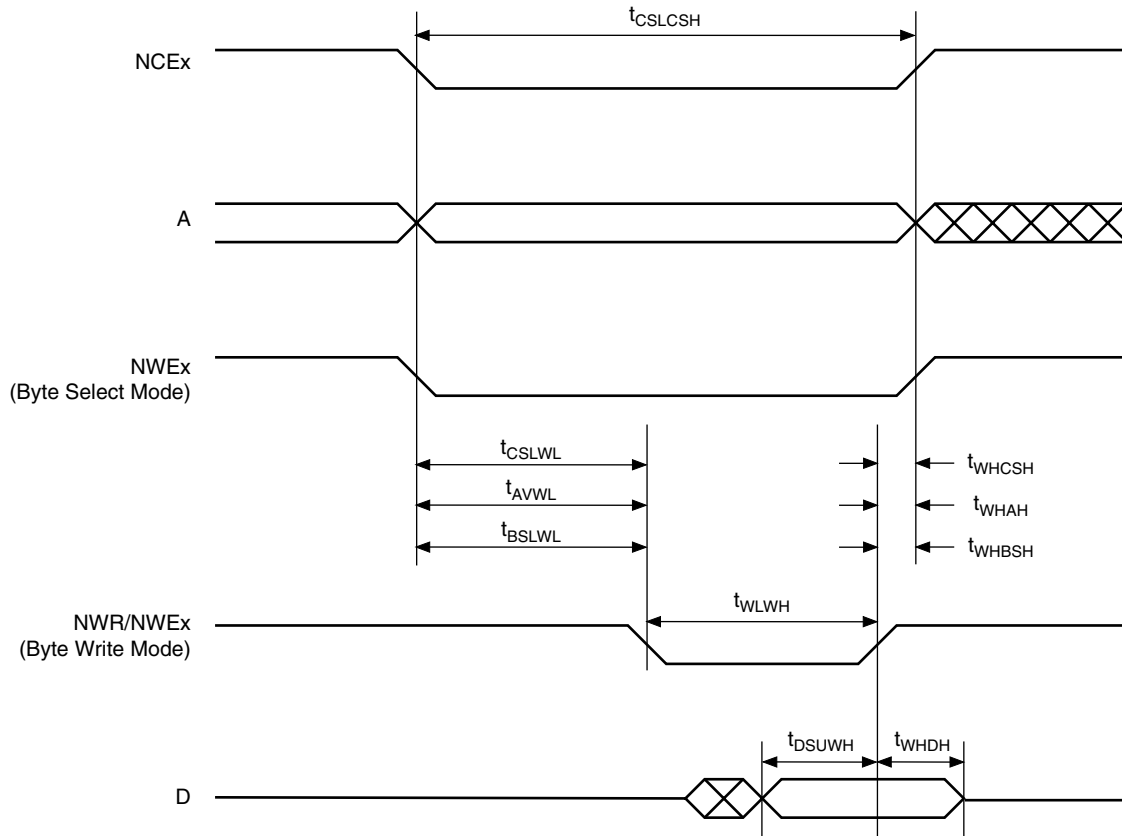 tCSLCSH
NCEx
A
NWEx
(Byte Select Mode)
tCSLWL
tWHCSH
tAVWL
tWHAH
tBSLWL
tWHBSH
tWLWH
NWR/NWEx
(Byte Write Mode)
tDSUWH
tWHDH
D